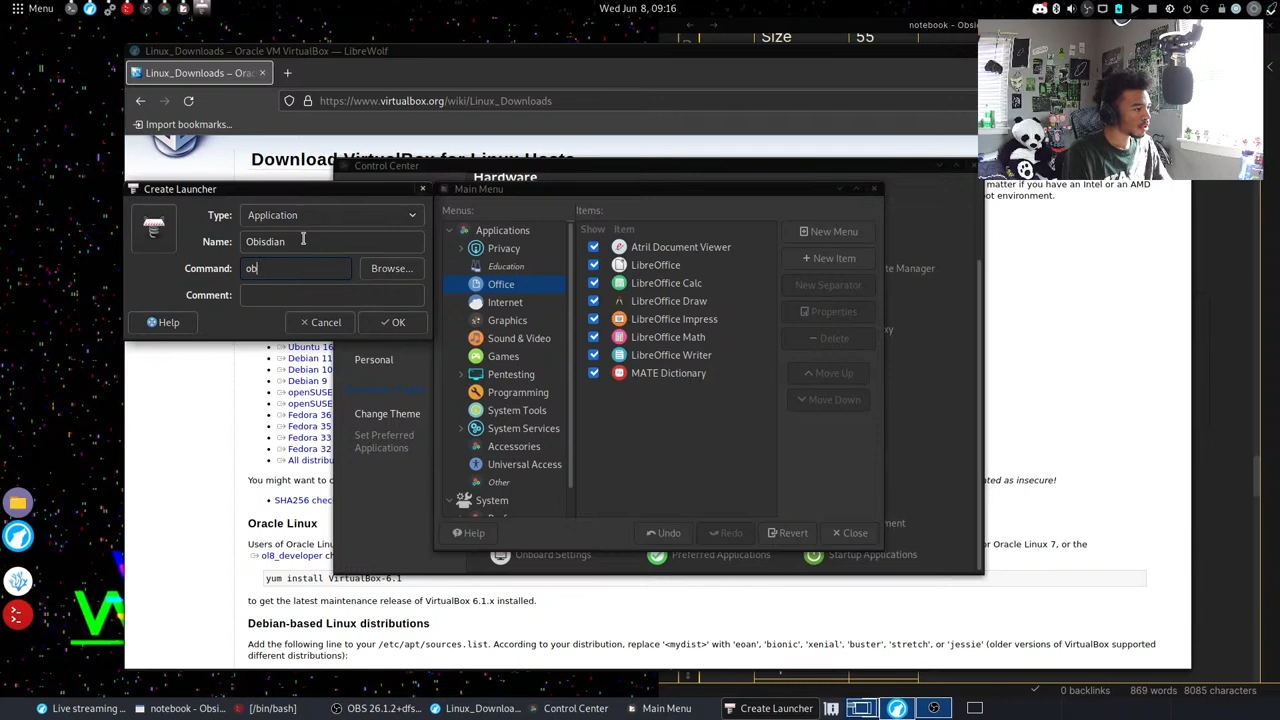 Menu
Wed Jun 8, 09:16
notebook - Obs
Size 55
Linux_Downloads – Oracle VM VirtualBox — LibreWolf
Linux_Downloads – Orac
https://www.virtualbox.org/wiki/Linux_Downloads
Import bookmarks...
Download VirtualBox for Linux Hosts
Control Center
Hardware
matter if you have an Intel or an AMD
oot environment.
Create Launcher
Type: Application
Name: Obisdian
Command: ob
Browse...
Comment:
Help
Cancel
OK
Main Menu
Menus:
Items:
Applications
Privacy
Education
Office
Internet
Graphics
Sound & Video
Games
Pentesting
Programming
System Tools
System Services
Accessories
Universal Access
Other
System
Show Item
Atril Document Viewer
LibreOffice
LibreOffice Calc
LibreOffice Draw
LibreOffice Impress
LibreOffice Math
LibreOffice Writer
MATE Dictionary
New Menu
New Item
New Separator
Properties
Delete
Move Up
Move Down
Help
Undo
Redo
Revert
Close
te Manager
xy
Ubuntu 16
Debian 11
Debian 10
Debian 9
openSUSE
openSUSE
Fedora 36
Fedora 35
Fedora 33
Fedora 32
All distribu
Personal
Change Theme
Set Preferred
Applications
You might want to c
ated as insecure!
SHA256 chec
Oracle Linux
Users of Oracle Lin
or Oracle Linux 7, or the
ol8_developer ch
Onboard Settings
Preferred Applications
Startup Applications
yum install VirtualBox-6.1
to get the latest maintenance release of VirtualBox 6.1.x installed.
Debian-based Linux distributions
Add the following line to your /etc/apt/sources.list. According to your distribution, replace '<mydist>' with 'eoan', 'bionic', 'xenial', 'buster', 'stretch', or 'jessie' (older versions of VirtualBox supported
different distributions):
0 backlinks
869 words
8085 characters
Live streaming ...
notebook - Obsi...
[/bin/bash]
OBS 26.1.2+dfs...
Linux_Downloa...
Control Center
Main Menu
Create Launcher